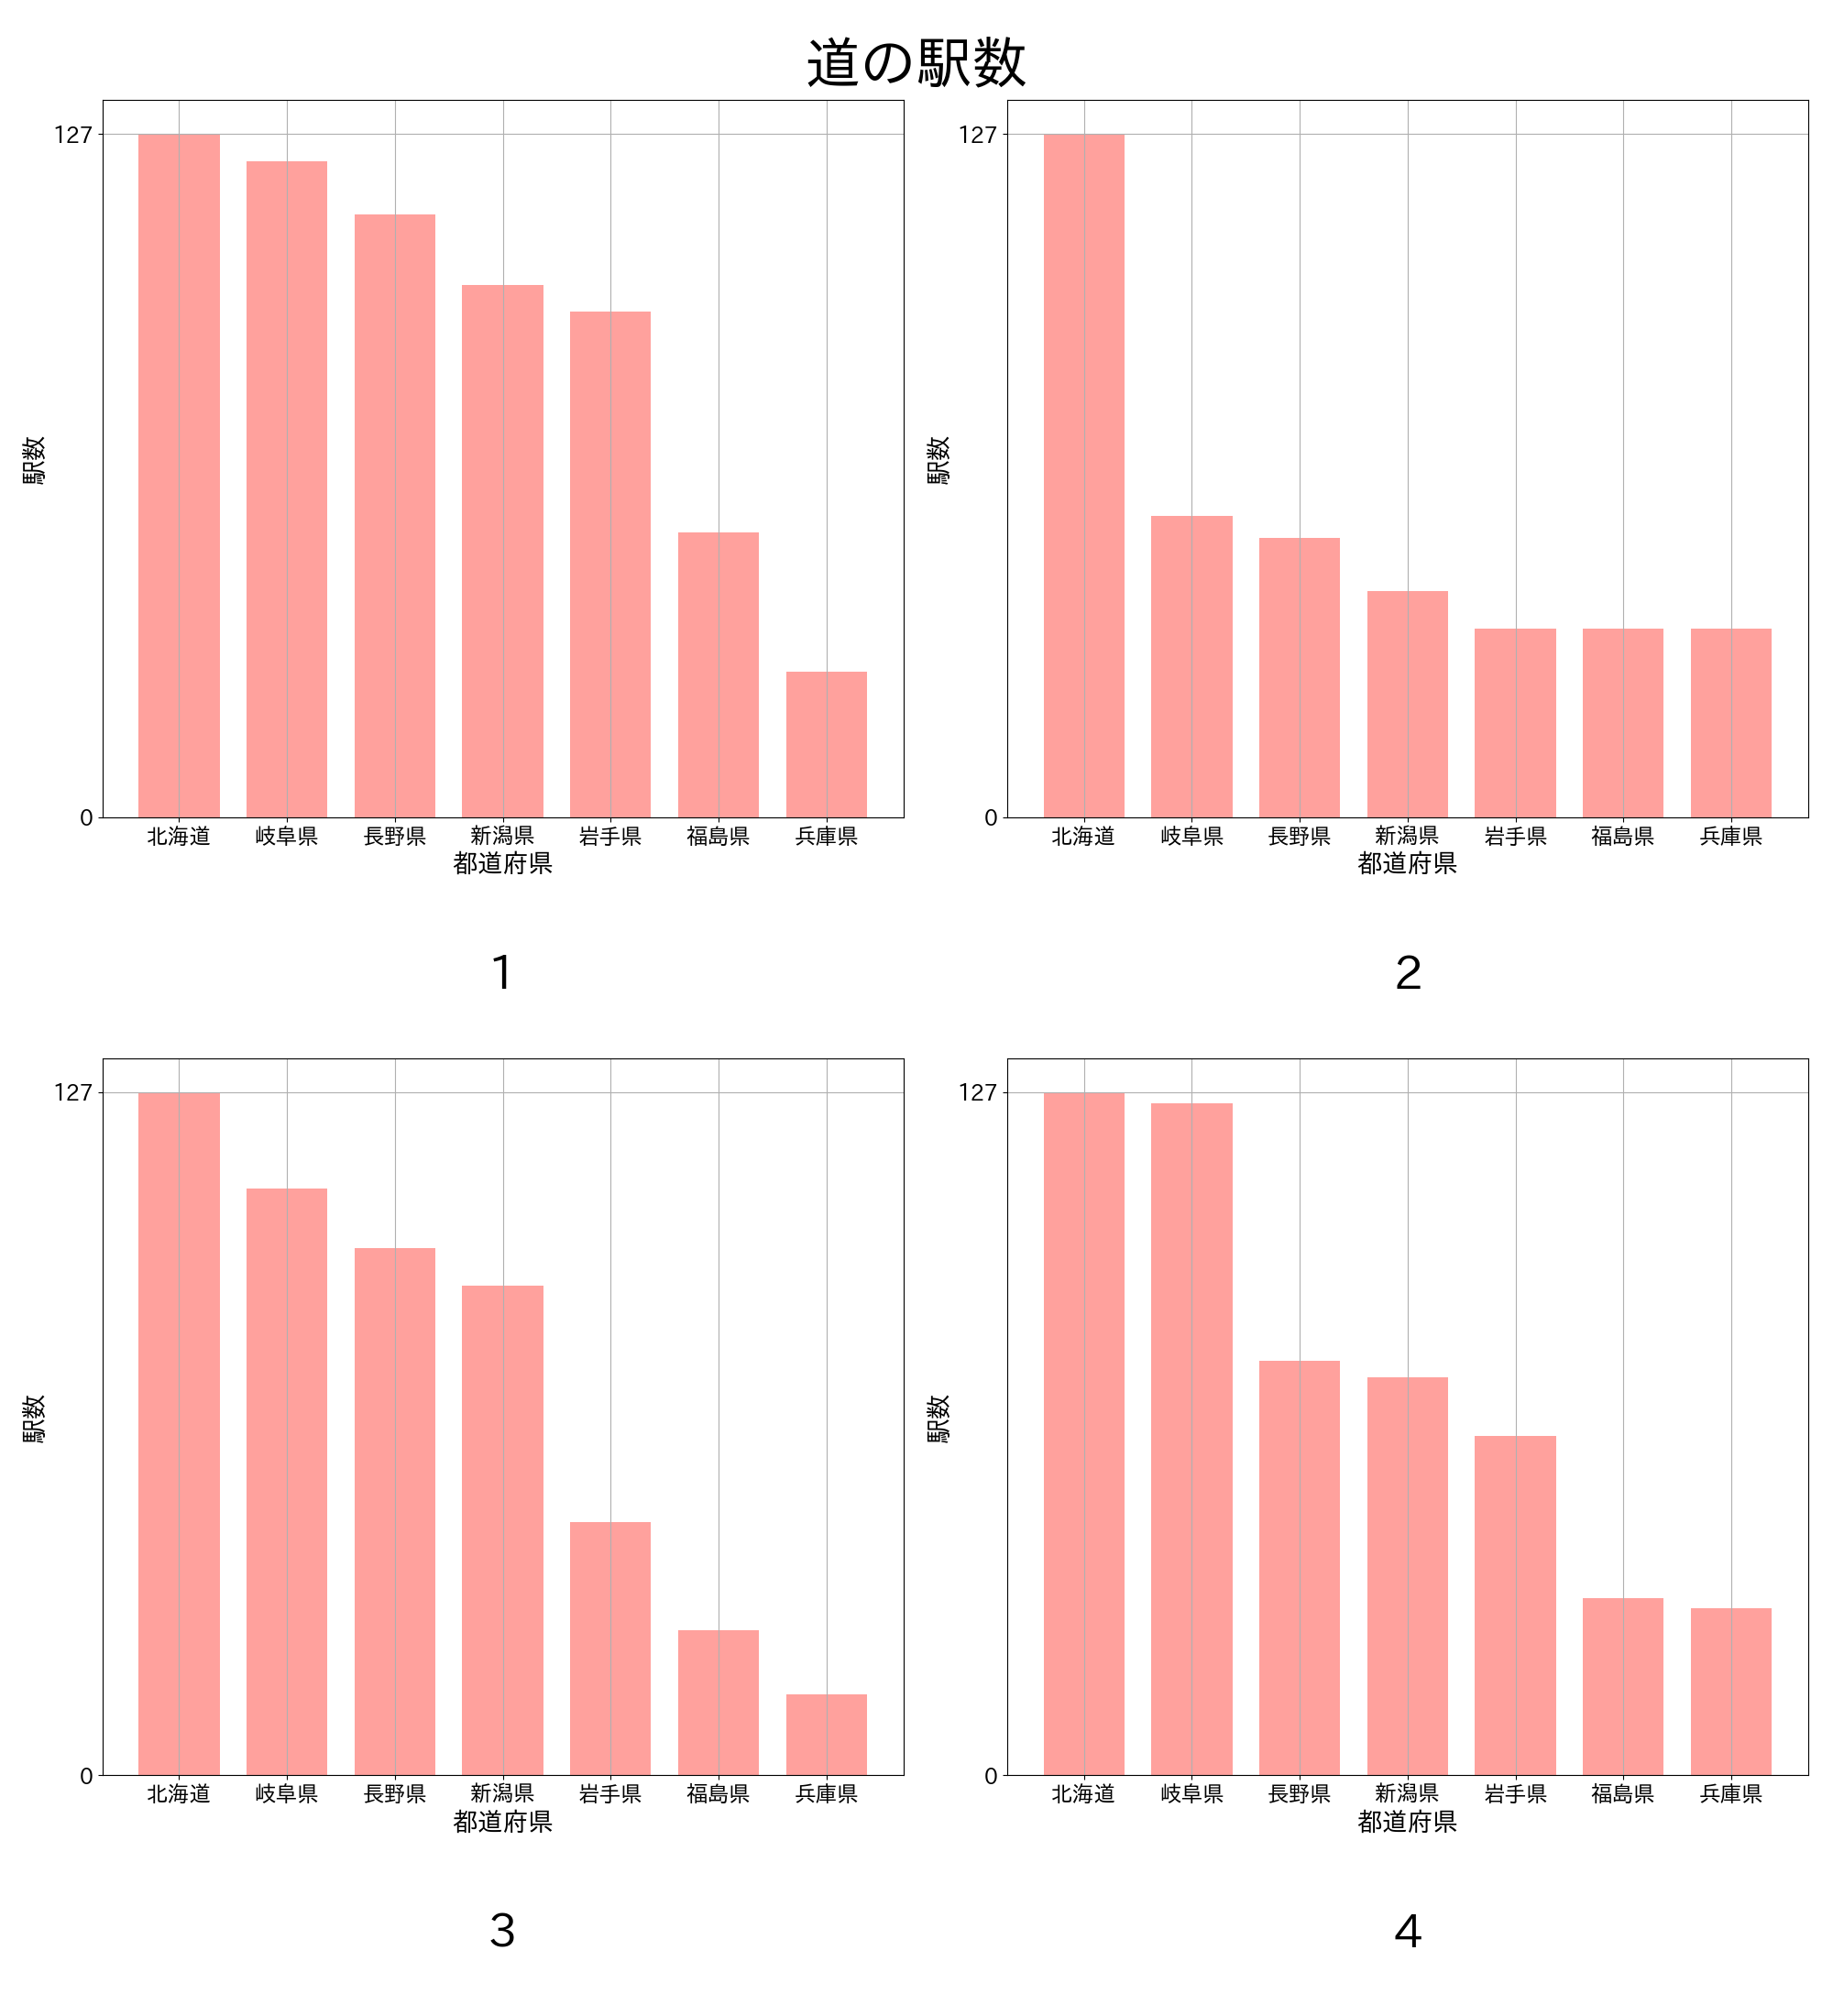 道の駅数
127
0
駅数
北海道 岐阜県 長野県 新潟県 岩手県 福島県 兵庫県
都道府県
1
127
0
駅数
北海道 岐阜県 長野県 新潟県 岩手県 福島県 兵庫県
都道府県
2
127
0
駅数
北海道 岐阜県 長野県 新潟県 岩手県 福島県 兵庫県
都道府県
3
127
0
駅数
北海道 岐阜県 長野県 新潟県 岩手県 福島県 兵庫県
都道府県
4